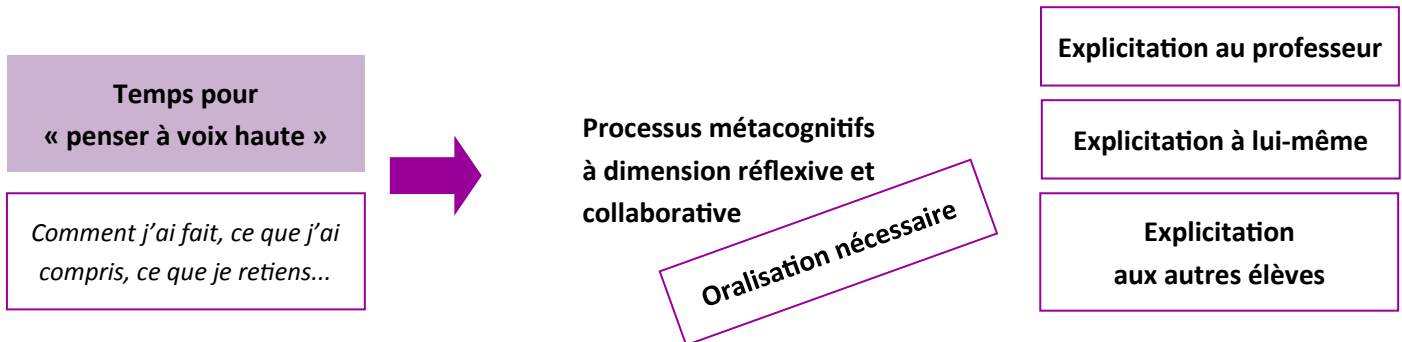 Temps pour
« penser à voix haute »
Comment j’ai fait, ce que j’ai
compris, ce que je retiens...
Processus métacognitifs
à dimension réflexive et
collaborative
Oralisation nécessaire
Explicitation au professeur
Explicitation à lui-même
Explicitation
aux autres élèves